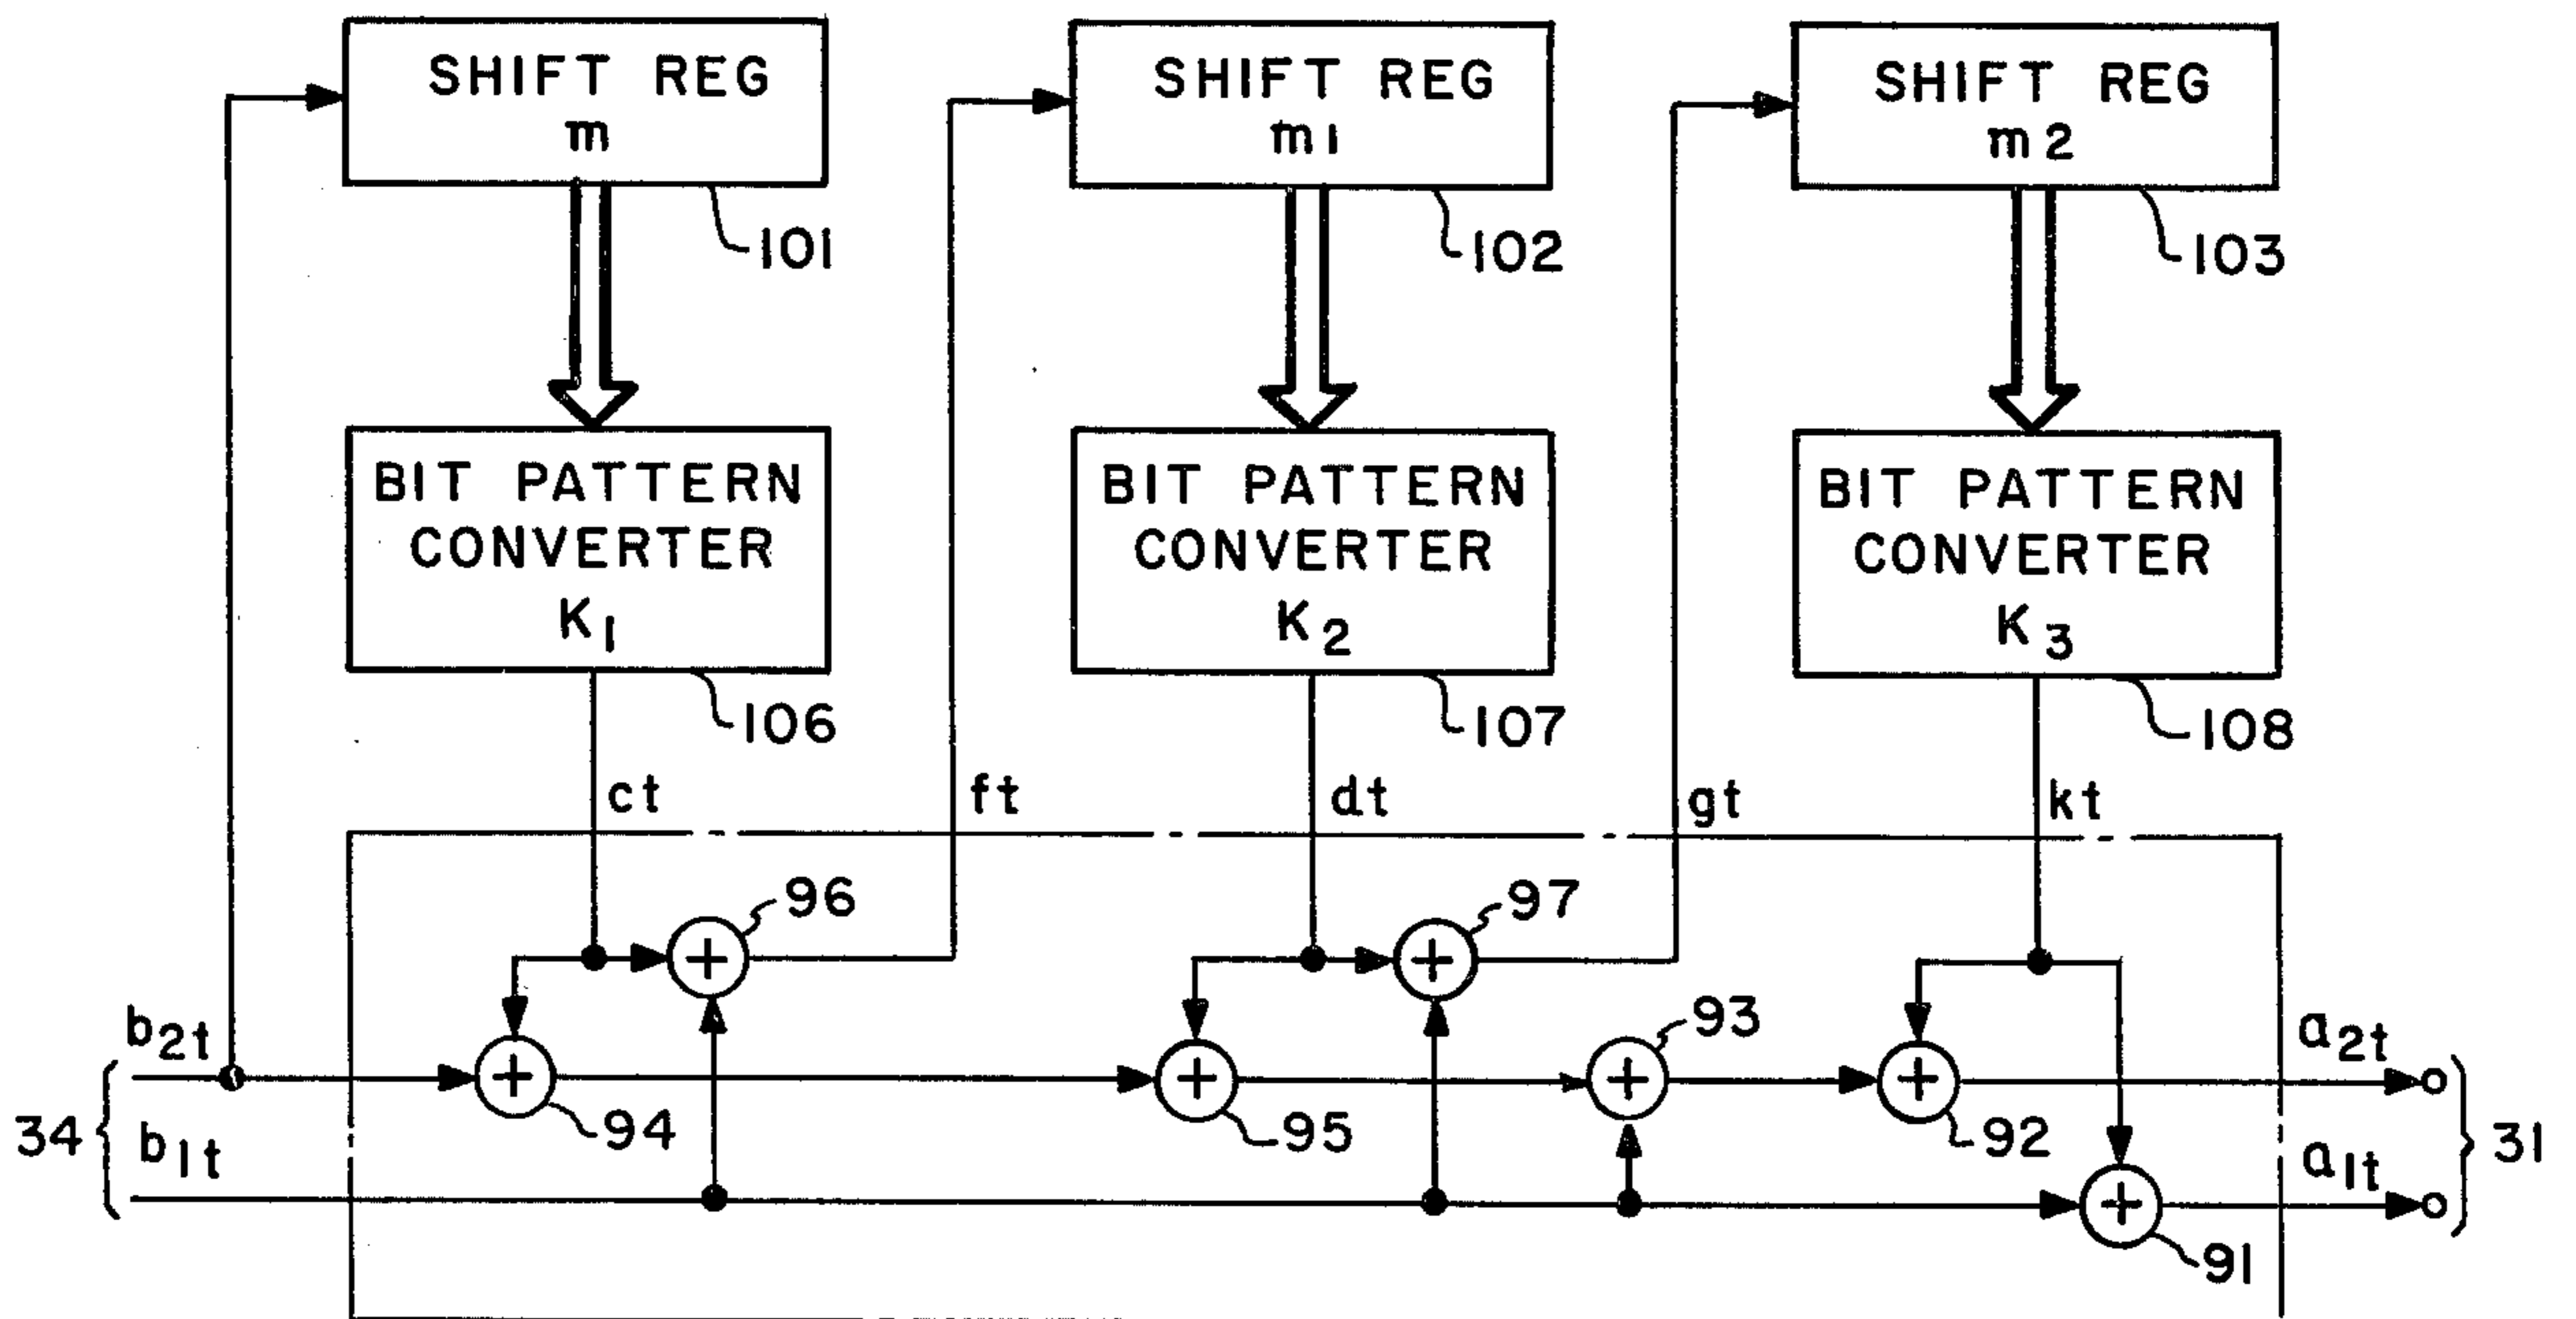 SHIFT REG
m
SHIFT REG
m1
SHIFT REG
m2
101
102
103
BIT PATTERN
CONVERTER
K1
BIT PATTERN
CONVERTER
K2
BIT PATTERN
CONVERTER
K3
106
107
108
ct
ft
dt
gt
kt
96
97
93
b2t
a2t
94
95
92
34
b1t
a1t
31
91